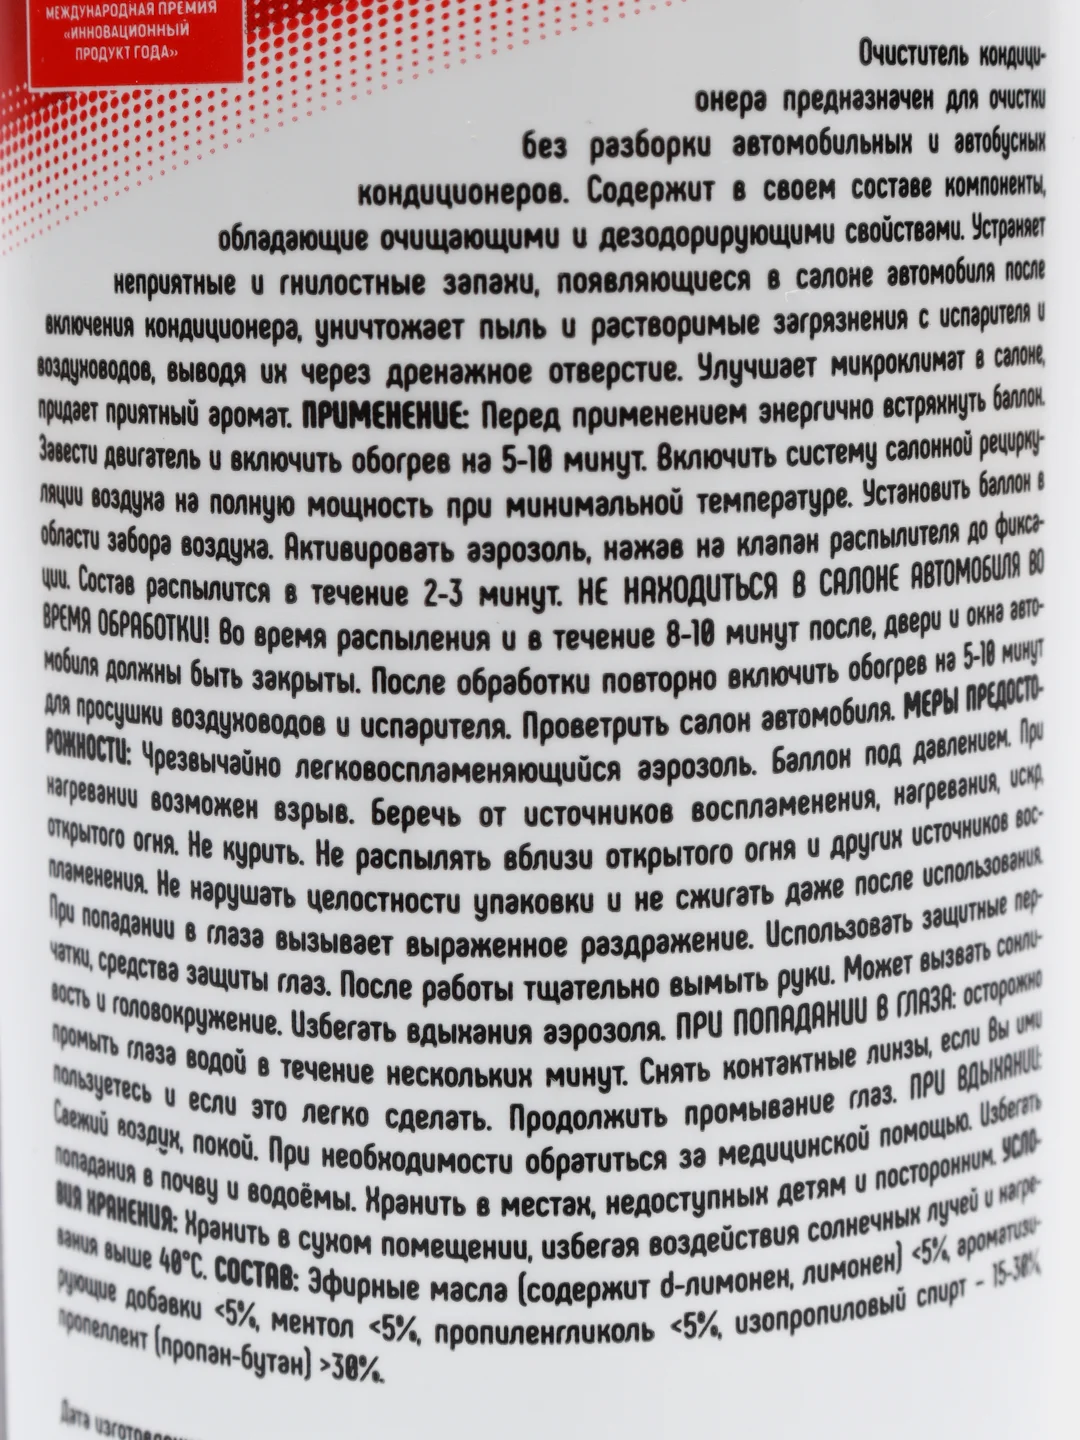 МЕЖДУНАРОДНАЯ ПРЕМИЯ
«ИННОВАЦИОННЫЙ
ПРОДУКТ ГОДА»
Очиститель кондици-
онера предназначен для очистки
без разборки автомобильных и автобусных
кондиционеров. Содержит в своем составе компоненты,
обладающие очищающими и дезодорирующими свойствами. Устраняет
неприятные и гнилостные запахи, появляющиеся в салоне автомобиля после
включения кондиционера, уничтожает пыль и растворимые загрязнения с испарителя и
воздуховодов, выводя их через дренажное отверстие. Улучшает микроклимат в салоне,
придает приятный аромат. ПРИМЕНЕНИЕ: Перед применением энергично встряхнуть баллон.
Завести двигатель и включить обогрев на 5-10 минут. Включить систему салонной рецирку-
ляции воздуха на полную мощность при минимальной температуре. Установить баллон в
области забора воздуха. Активировать аэрозоль, нажав на клапан распылителя до фикса-
ции. Состав распылится в течение 2-3 минут. НЕ НАХОДИТЬСЯ В САЛОНЕ АВТОМОБИЛЯ ВО
ВРЕМЯ ОБРАБОТКИ! Во время распыления и в течение 8-10 минут после, двери и окна авто-
мобиля должны быть закрыты. После обработки повторно включить обогрев на 5-10 минут
для просушки воздуховодов и испарителя. Проветрить салон автомобиля. МЕРЫ ПРЕДОСТО-
РОЖНОСТИ: Чрезвычайно легковоспламеняющийся аэрозоль. Баллон под давлением. При
нагревании возможен взрыв. Беречь от источников воспламенения, нагревания, искр,
открытого огня. Не курить. Не распылять вблизи открытого огня и других источников вос-
пламенения. Не нарушать целостности упаковки и не сжигать даже после использования.
При попадании в глаза вызывает выраженное раздражение. Использовать защитные пер-
чатки, средства защиты глаз. После работы тщательно вымыть руки. Может вызвать сонли-
вость и головокружение. Избегать вдыхания аэрозоля. ПРИ ПОПАДАНИИ В ГЛАЗА: осторожно
промыть глаза водой в течение нескольких минут. Снять контактные линзы, если Вы ими
пользуетесь и если это легко сделать. Продолжить промывание глаз. ПРИ ВДЫХАНИИ:
Свежий воздух, покой. При необходимости обратиться за медицинской помощью. Избегать
попадания в почву и водоёмы. Хранить в местах, недоступных детям и посторонним. УСЛО-
ВИЯ ХРАНЕНИЯ: Хранить в сухом помещении, избегая воздействия солнечных лучей и нагре-
вания выше 40°С. СОСТАВ: Эфирные масла (содержит d-лимонен, лимонен) <5%, ароматизи-
рующие добавки <5%, ментол <5%, пропиленгликоль <5%, изопропиловый спирт - 15-30%,
пропеллент (пропан-бутан) >30%.
Дата